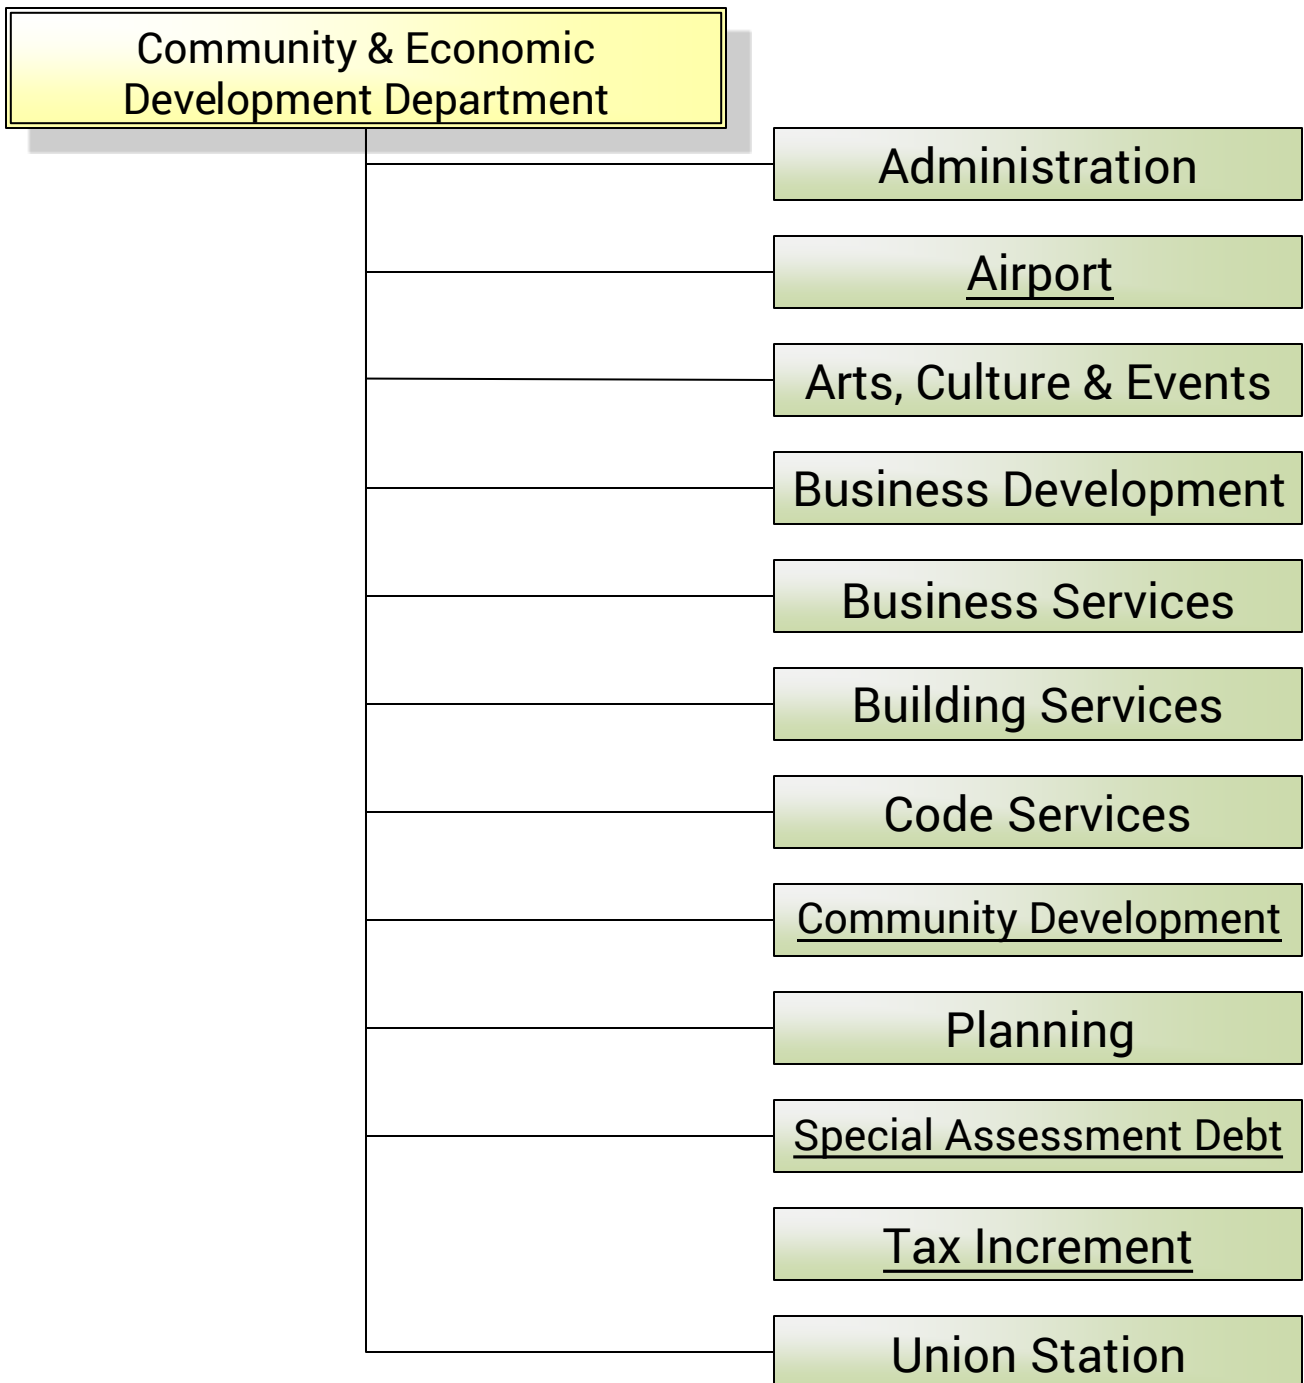 Community & Economic
Development Department
Administration
Airport
Arts, Culture & Events
Business Development
Business Services
Building Services
Code Services
Community Development
Planning
Special Assessment Debt
Tax Increment
Union Station